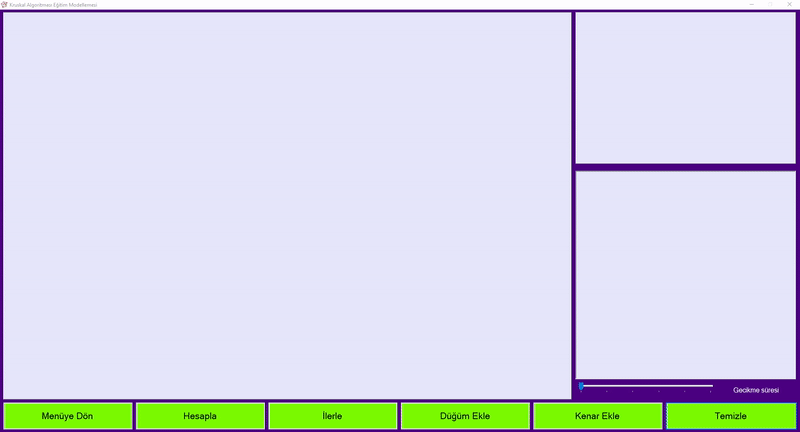 Kruskal Algoritması Eğitim Modellemesi
Gecikme süresi
Menüye Dön
Hesapla
İlerle
Düğüm Ekle
Kenar Ekle
Temizle